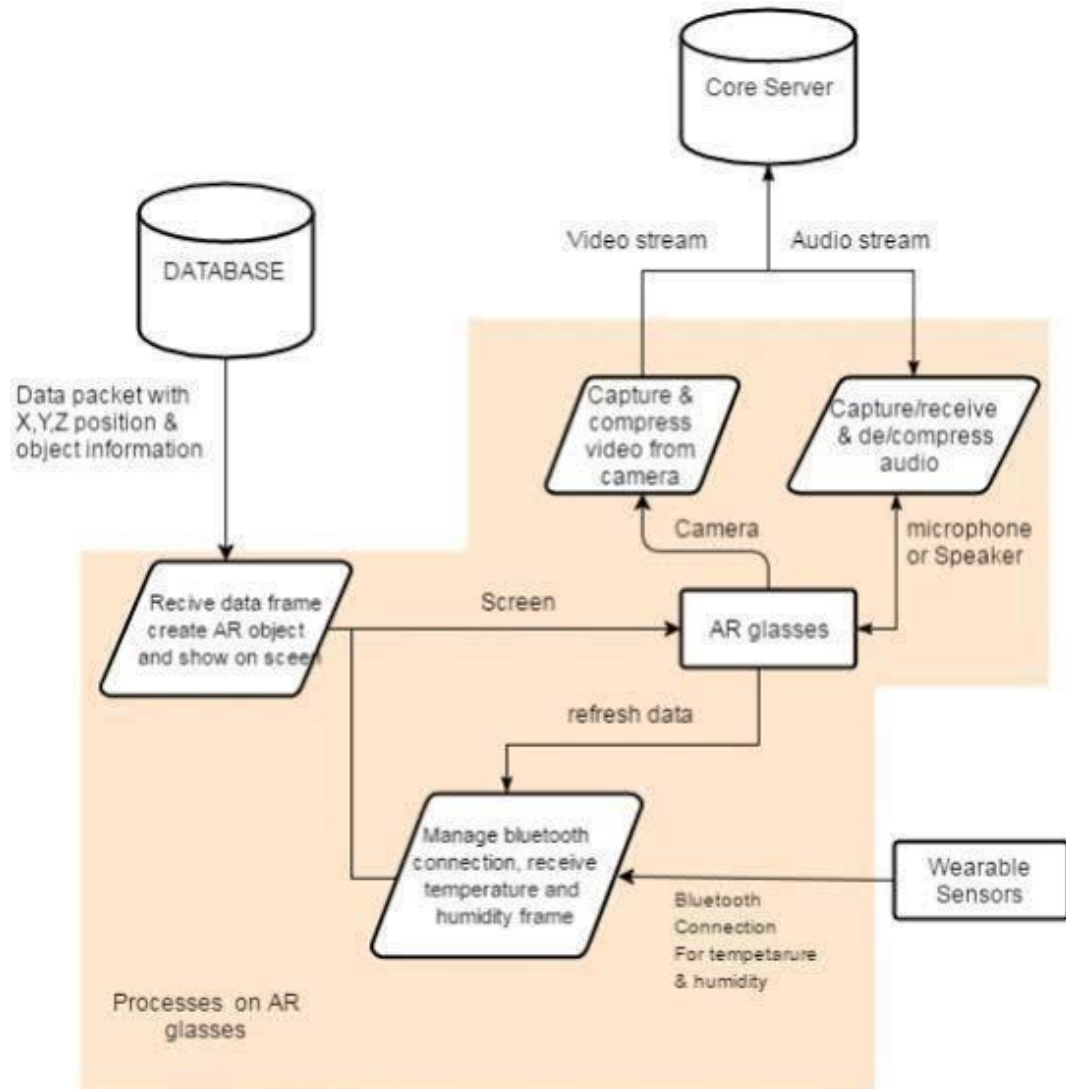 Core Server
Video stream
Audio stream
DATABASE
Data packet with
X,Y,Z position &
object information
Capture &
compress
video from
camera
Capture/receive
& de/compress
audio
Camera
microphone
or Speaker
Recive data frame
create AR object
and show on sceen
Screen
AR glasses
refresh data
Manage bluetooth
connection, receive
temperature and
humidity frame
Wearable
Sensors
Bluetooth
Connection
For tempetarure
& humidity
Processes on AR
glasses